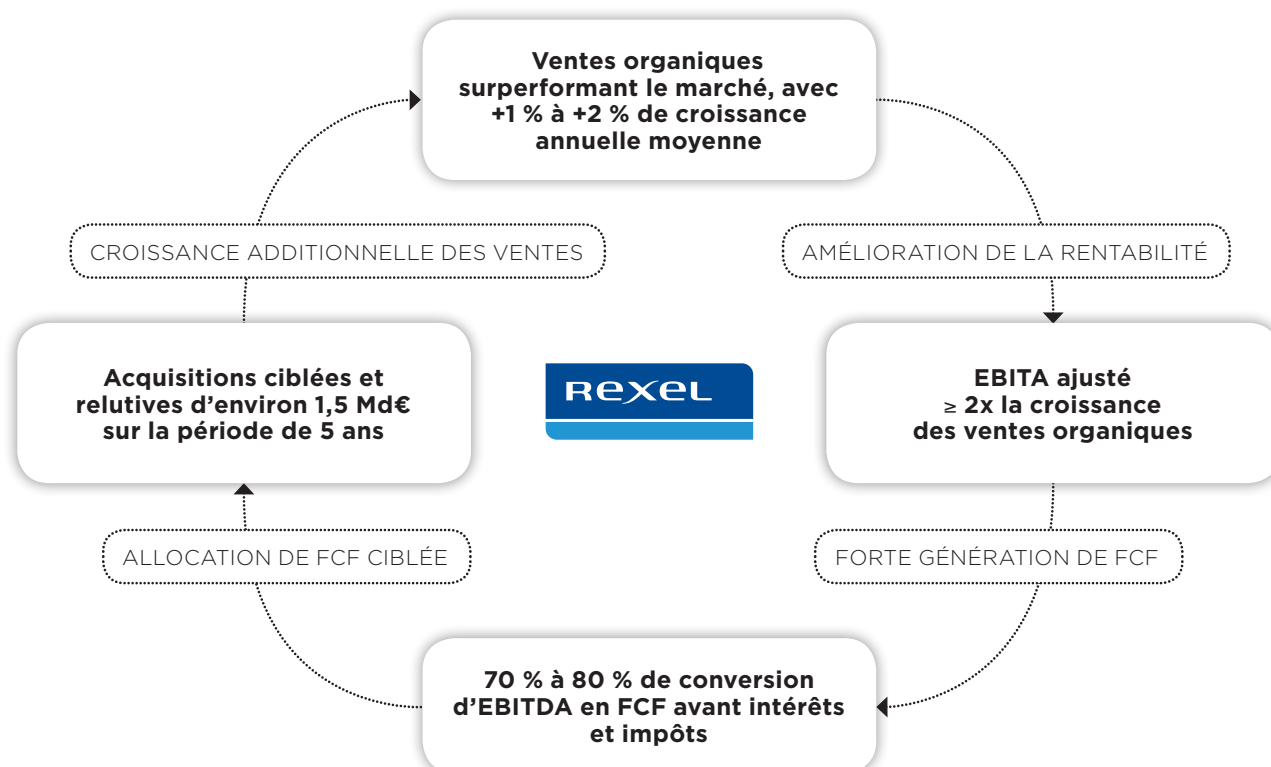 Ventes organiques
surperformant le marché, avec
+1 % à +2 % de croissance
annuelle moyenne
CROISSANCE ADDITIONNELLE DES VENTES
AMÉLIORATION DE LA RENTABILITÉ
Acquisitions ciblées et
relutives d’environ 1,5 Md€
sur la période de 5 ans
REXEL
EBITA ajusté
≥ 2x la croissance
des ventes organiques
ALLOCATION DE FCF CIBLÉE
FORTE GÉNÉRATION DE FCF
70 % à 80 % de conversion
d’EBITDA en FCF avant intérêts
et impôts